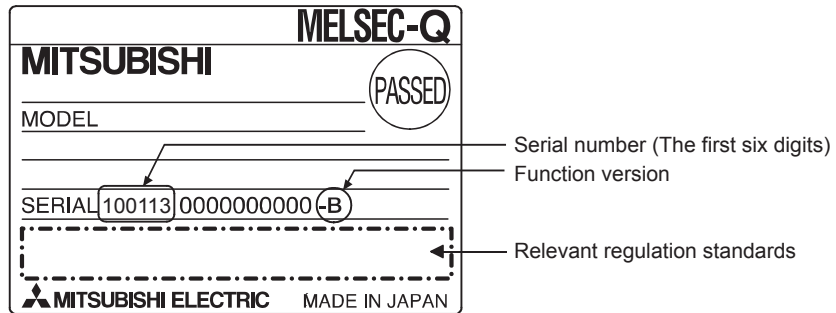 MELSEC-Q
MITSUBISHI
PASSED
MODEL
Serial number (The first six digits)
Function version
SERIAL 100113 0000000000 -B
Relevant regulation standards
MITSUBISHI ELECTRIC MADE IN JAPAN